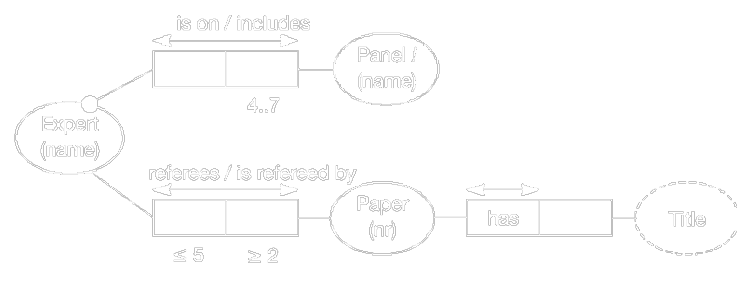 is on / includes
Panel /
(name)
4..7
Expert
(name)
referees / is refereed by
Paper
(nr)
has
Title
≤ 5
≥ 2